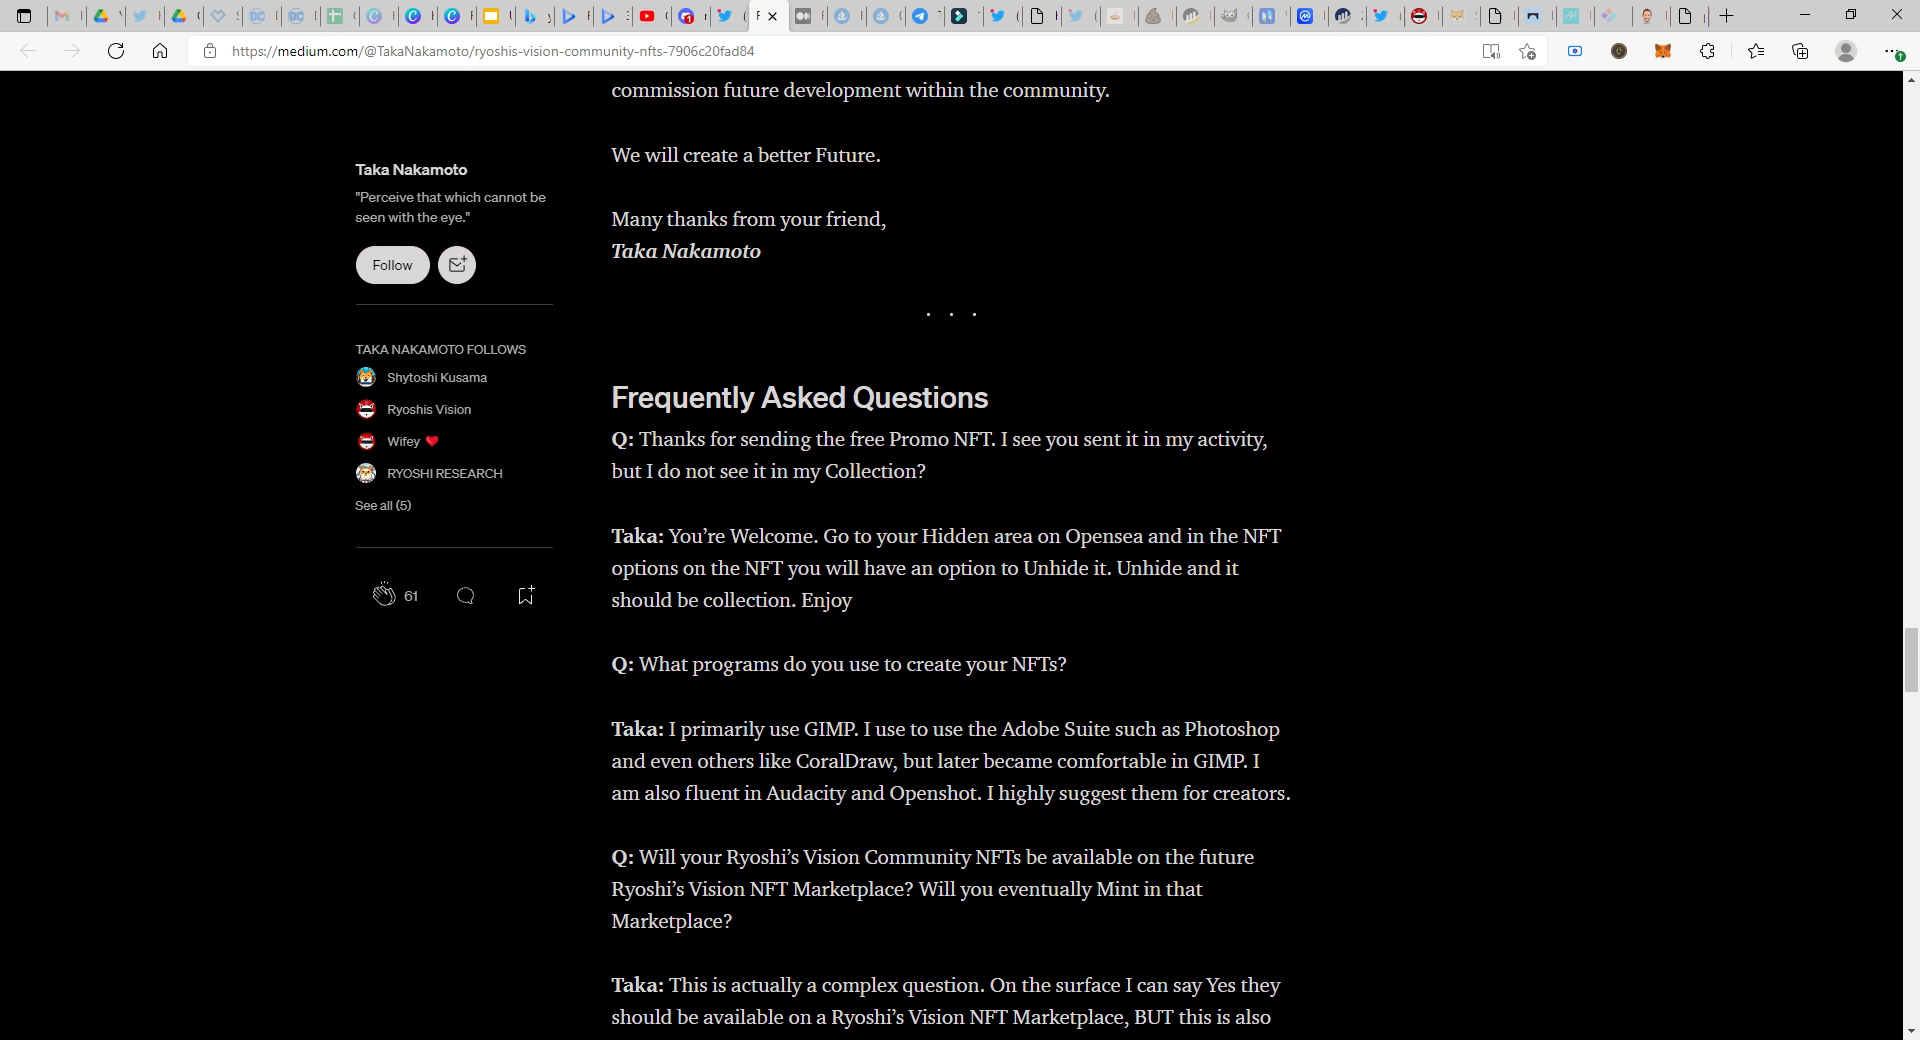 https://medium.com/@TakaNakamoto/ryoshis-vision-community-nfts-7906c20fad84
commission future development within the community.
We will create a better Future.
Many thanks from your friend,
Taka Nakamoto
. . .
Taka Nakamoto
"Perceive that which cannot be
seen with the eye."
Follow
TAKA NAKAMOTO FOLLOWS
Shytoshi Kusama
Ryoshis Vision
Wifey ❤️
RYOSHI RESEARCH
See all (5)
61
Frequently Asked Questions
Q: Thanks for sending the free Promo NFT. I see you sent it in my activity,
but I do not see it in my Collection?
Taka: You’re Welcome. Go to your Hidden area on Opensea and in the NFT
options on the NFT you will have an option to Unhide it. Unhide and it
should be collection. Enjoy
Q: What programs do you use to create your NFTs?
Taka: I primarily use GIMP. I use to use the Adobe Suite such as Photoshop
and even others like CoralDraw, but later became comfortable in GIMP. I
am also fluent in Audacity and Openshot. I highly suggest them for creators.
Q: Will your Ryoshi’s Vision Community NFTs be available on the future
Ryoshi’s Vision NFT Marketplace? Will you eventually Mint in that
Marketplace?
Taka: This is actually a complex question. On the surface I can say Yes they
should be available on a Ryoshi’s Vision NFT Marketplace, BUT this is also